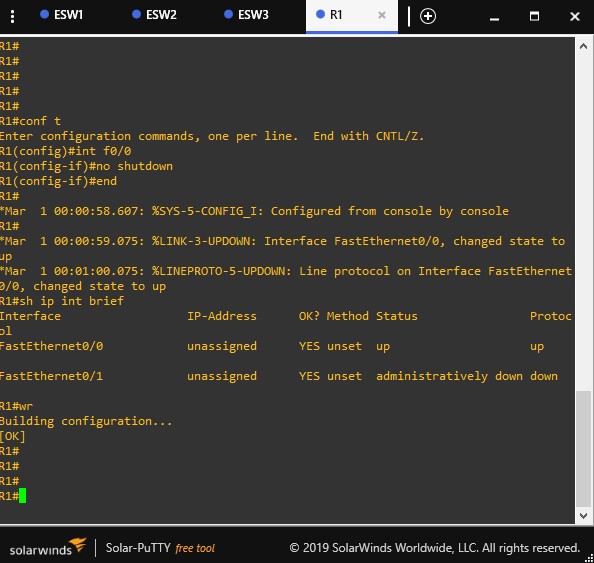 ESW1 ESW2 ESW3 R1
R1#
R1#
R1#
R1#
R1#
R1#conf t
Enter configuration commands, one per line.  End with CNTL/Z.
R1(config)#int f0/0
R1(config-if)#no shutdown
R1(config-if)#end
R1#
*Mar  1 00:00:58.607: %SYS-5-CONFIG_I: Configured from console by console
R1#
*Mar  1 00:00:59.075: %LINK-3-UPDOWN: Interface FastEthernet0/0, changed state to
up
*Mar  1 00:01:00.075: %LINEPROTO-5-UPDOWN: Line protocol on Interface FastEthernet
0/0, changed state to up
R1#sh ip int brief
Interface                  IP-Address      OK? Method Status                Protoc
ol
FastEthernet0/0            unassigned      YES unset  up                    up
FastEthernet0/1            unassigned      YES unset  administratively down down
R1#wr
Building configuration...
[OK]
R1#
R1#
R1#
R1#
solarwinds Solar-PuTTY free tool © 2019 SolarWinds Worldwide, LLC. All rights reserved.